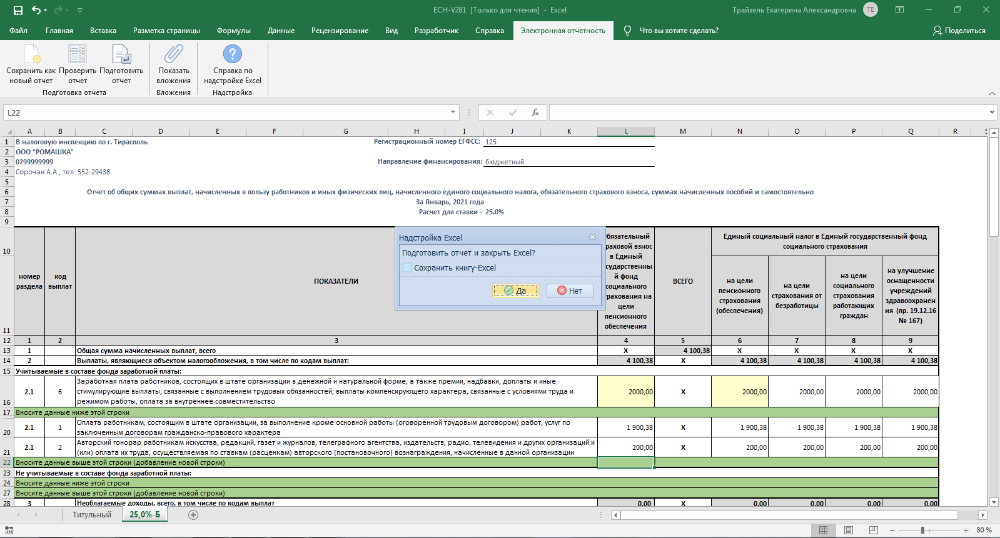 ECH-V281 [Только для чтения] - Excel
Трайхель Екатерина Александровна
TE
Файл
Главная
Вставка
Разметка страницы
Формулы
Данные
Рецензирование
Вид
Разработчик
Справка
Электронная отчетность
Что вы хотите сделать?
Поделиться
Сохранить как
новый отчет
Проверить
отчет
Подготовить
отчет
Показать
вложения
Справка по
надстройке Excel
Подготовка отчета
Вложения
Надстройка
L22
fx
A B C D E F G H I J K L M N O P Q R
1 В налоговую инспекцию по г. Тирасполь Регистрационный номер ЕГФСС: 125
2 ООО "РОМАШКА"
3 0299999999 Направление финансирования: бюджетный
4 Сорочан А.А., тел. 552-29438
5
6 Отчет об общих суммах выплат, начисленных в пользу работников и иных физических лиц, начисленного единого социального налога, обязательного страхового взноса, суммах начисленных пособий и самостоятельно
7 За Январь, 2021 года
8 Расчет для ставки - 25,0%
9
10
11
номер
раздела
код
выплат
ПОКАЗАТЕЛИ
бязательный
раховой взнос
в Единый
сударственны
й фонд
социального
трахования на
цели
пенсионного
обеспечения
ВСЕГО
Единый социальный налог в Единый государственный фонд
социального страхования
на цели
пенсионного
страхования
(обеспечения)
на цели
страхования от
безработицы
на цели
социального
страхования
работающих
граждан
на улучшение
оснащенности
учреждений
здравоохранен
ия (пр. 19.12.16
№ 167)
Надстройка Excel
Подготовить отчет и закрыть Excel?
Сохранить книгу-Excel
Да
Нет
12 1 2 3 4 5 6 7 8 9
13 1 Общая сумма начисленных выплат, всего X 4 100,38 X X X X
14 2 Выплаты, являющиеся объектом налогообложения, в том числе по кодам выплат: 4 100,38 X 4 100,38 4 100,38 4 100,38 4 100,38
15 Учитываемые в составе фонда заработной платы:
Заработная плата работников, состоящих в штате организации в денежной и натуральной форме, а также премии, надбавки, доплаты и иные
стимулирующие выплаты, связанные с выполнением трудовых обязанностей, выплаты компенсирующего характера, связанные с условиями труда и
режимом работы, оплата за внутреннее совместительство
16 2.1 6 2000,00 X 2000,00 2000,00 2000,00 2000,00
17 Вносите данные ниже этой строки
Оплата работникам, состоящим в штате организации, за выполнение кроме основной работы (оговоренной трудовым договором) работ, услуг по
заключенным договорам гражданско-правового характера
20 2.1 1 1 900,38 X 1 900,38 1 900,38 1 900,38 1 900,38
Авторский гонорар работникам искусства, редакций, газет и журналов, телеграфного агентства, издательств, радио, телевидения и других организаций и
(или) оплата их труда, осуществляемая по ставкам (расценкам) авторского (постановочного) вознаграждения, начисленные в данной организации
21 2.1 2 200,00 X 200,00 200,00 200,00 200,00
22 Вносите данные выше этой строки (добавление новой строки)
23 Не учитываемые в составе фонда заработной платы:
24 Вносите данные ниже этой строки
27 Вносите данные выше этой строки (добавление новой строки)
28 3 Необлагаемые доходы, всего, в том числе по кодам выплат 0,00 X 0,00 0,00 0,00 0,00
Титульный
25,0%-Б
80 %